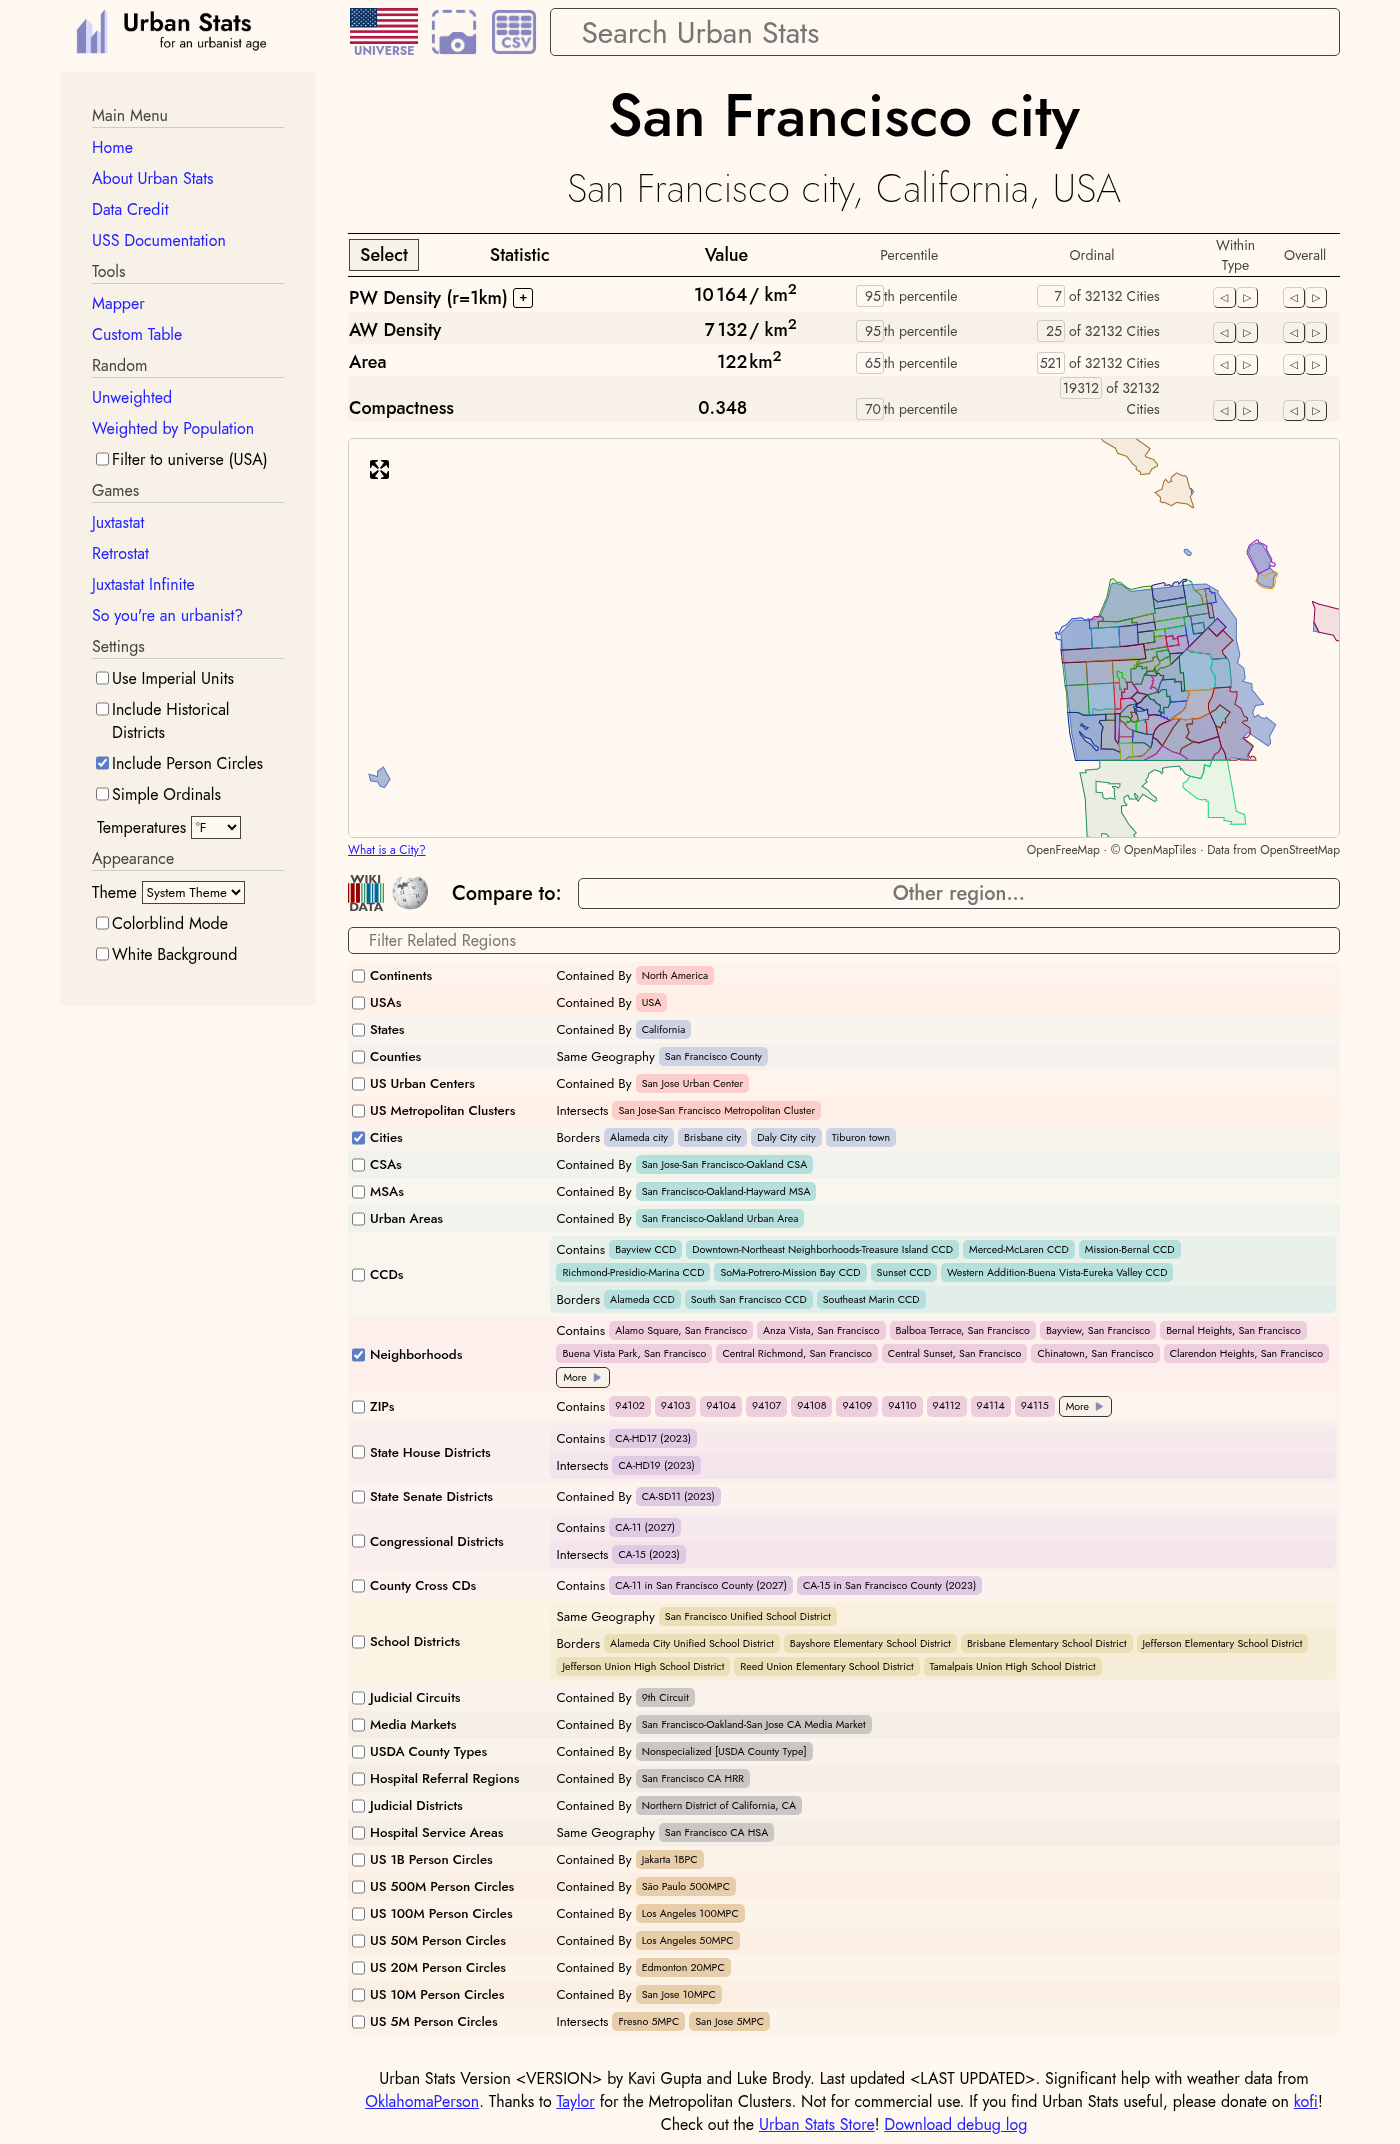 Urban Stats
for an urbanist age
UNIVERSE
CSV
Search Urban Stats
Main Menu
Home
About Urban Stats
Data Credit
USS Documentation
Tools
Mapper
Custom Table
Random
Unweighted
Weighted by Population
Filter to universe (USA)
Games
Juxtastat
Retrostat
Juxtastat Infinite
So you're an urbanist?
Settings
Use Imperial Units
Include Historical
Districts
Include Person Circles
Simple Ordinals
Temperatures °F
Appearance
Theme System Theme
Colorblind Mode
White Background
San Francisco city
San Francisco city, California, USA
Select Statistic Value Percentile Ordinal Within Type Overall
PW Density (r=1km) + 10 164 / km2 95 th percentile 7 of 32132 Cities
AW Density 7 132 / km2 95 th percentile 25 of 32132 Cities
Area 122 km2 65 th percentile 521 of 32132 Cities
Compactness 0.348 70 th percentile 19312 of 32132 Cities
What is a City?
OpenFreeMap · © OpenMapTiles · Data from OpenStreetMap
WIKI DATA
Compare to: Other region...
Filter Related Regions
Continents Contained By North America
USAs Contained By USA
States Contained By California
Counties Same Geography San Francisco County
US Urban Centers Contained By San Jose Urban Center
US Metropolitan Clusters Intersects San Jose-San Francisco Metropolitan Cluster
Cities Borders Alameda city Brisbane city Daly City city Tiburon town
CSAs Contained By San Jose-San Francisco-Oakland CSA
MSAs Contained By San Francisco-Oakland-Hayward MSA
Urban Areas Contained By San Francisco-Oakland Urban Area
CCDs
Contains Bayview CCD Downtown-Northeast Neighborhoods-Treasure Island CCD Merced-McLaren CCD Mission-Bernal CCD
Richmond-Presidio-Marina CCD SoMa-Potrero-Mission Bay CCD Sunset CCD Western Addition-Buena Vista-Eureka Valley CCD
Borders Alameda CCD South San Francisco CCD Southeast Marin CCD
Neighborhoods
Contains Alamo Square, San Francisco Anza Vista, San Francisco Balboa Terrace, San Francisco Bayview, San Francisco Bernal Heights, San Francisco
Buena Vista Park, San Francisco Central Richmond, San Francisco Central Sunset, San Francisco Chinatown, San Francisco Clarendon Heights, San Francisco
More
ZIPs Contains 94102 94103 94104 94107 94108 94109 94110 94112 94114 94115 More
State House Districts
Contains CA-HD17 (2023)
Intersects CA-HD19 (2023)
State Senate Districts Contained By CA-SD11 (2023)
Congressional Districts
Contains CA-11 (2027)
Intersects CA-15 (2023)
County Cross CDs Contains CA-11 in San Francisco County (2027) CA-15 in San Francisco County (2023)
School Districts
Same Geography San Francisco Unified School District
Borders Alameda City Unified School District Bayshore Elementary School District Brisbane Elementary School District Jefferson Elementary School District
Jefferson Union High School District Reed Union Elementary School District Tamalpais Union High School District
Judicial Circuits Contained By 9th Circuit
Media Markets Contained By San Francisco-Oakland-San Jose CA Media Market
USDA County Types Contained By Nonspecialized [USDA County Type]
Hospital Referral Regions Contained By San Francisco CA HRR
Judicial Districts Contained By Northern District of California, CA
Hospital Service Areas Same Geography San Francisco CA HSA
US 1B Person Circles Contained By Jakarta 1BPC
US 500M Person Circles Contained By São Paulo 500MPC
US 100M Person Circles Contained By Los Angeles 100MPC
US 50M Person Circles Contained By Los Angeles 50MPC
US 20M Person Circles Contained By Edmonton 20MPC
US 10M Person Circles Contained By San Jose 10MPC
US 5M Person Circles Intersects Fresno 5MPC San Jose 5MPC
Urban Stats Version <VERSION> by Kavi Gupta and Luke Brody. Last updated <LAST UPDATED>. Significant help with weather data from
OklahomaPerson. Thanks to Taylor for the Metropolitan Clusters. Not for commercial use. If you find Urban Stats useful, please donate on kofi!
Check out the Urban Stats Store! Download debug log